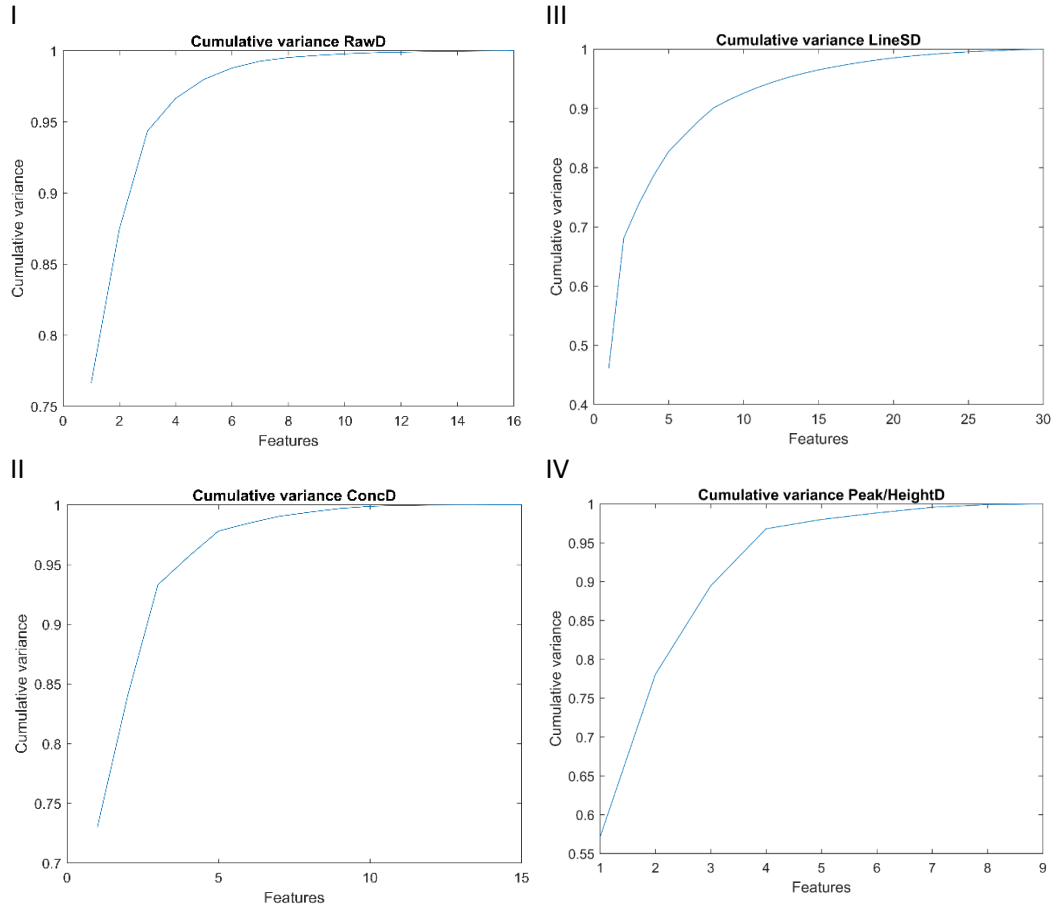 I
Cumulative variance RawD
1
0.95
0.9
0.85
0.8
0.75
Cumulative variance
0 2 4 6 8 10 12 14 16
Features
III
Cumulative variance LineSD
1
0.9
0.8
0.7
0.6
0.5
0.4
Cumulative variance
0 5 10 15 20 25 30
Features
II
Cumulative variance ConcD
1
0.95
0.9
0.85
0.8
0.75
0.7
Cumulative variance
0 5 10 15
Features
IV
Cumulative variance Peak/HeightD
1
0.95
0.9
0.85
0.8
0.75
0.7
0.65
0.6
0.55
Cumulative variance
1 2 3 4 5 6 7 8 9
Features